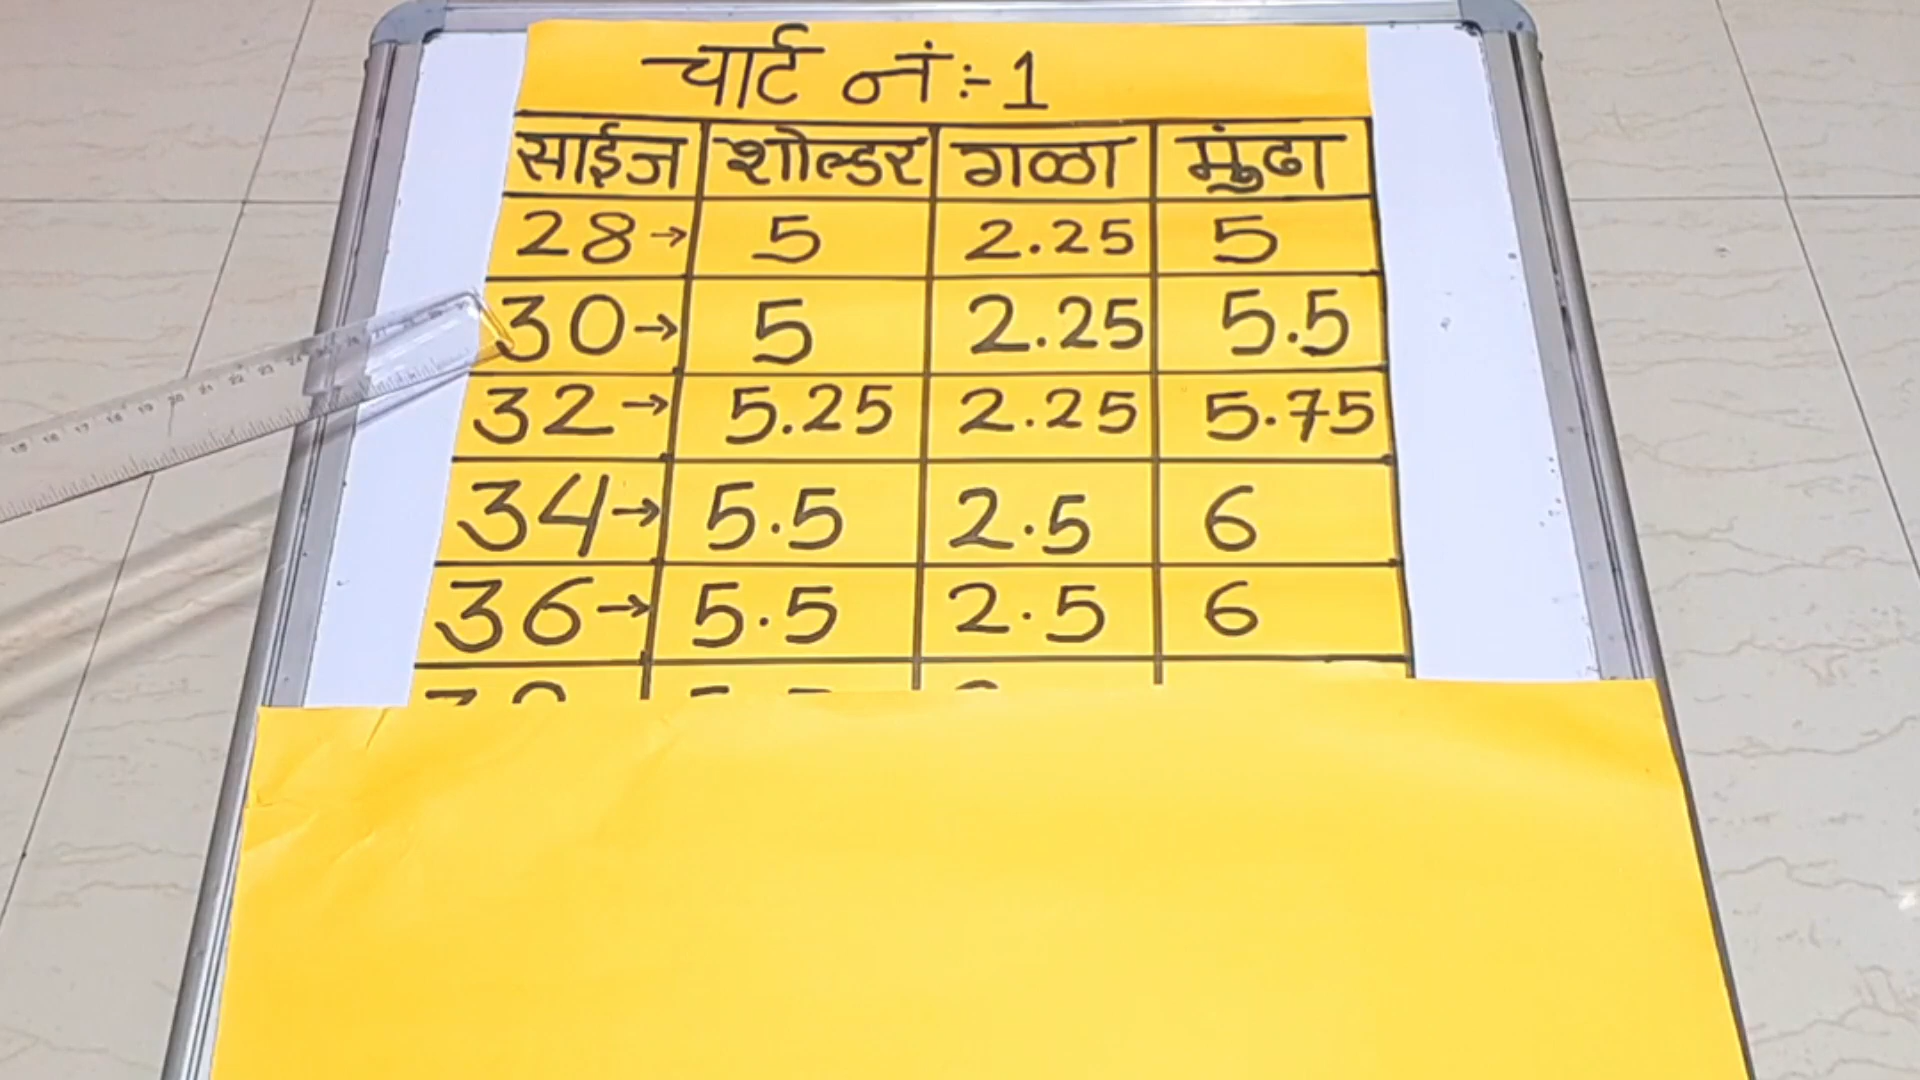 चार्ट नं:-1
साईज शोल्डर गळा मुंढा
28→ 5 2.25 5
30→ 5 2.25 5.5
32→ 5.25 2.25 5.75
34→ 5.5 2.5 6
36→ 5.5 2.5 6